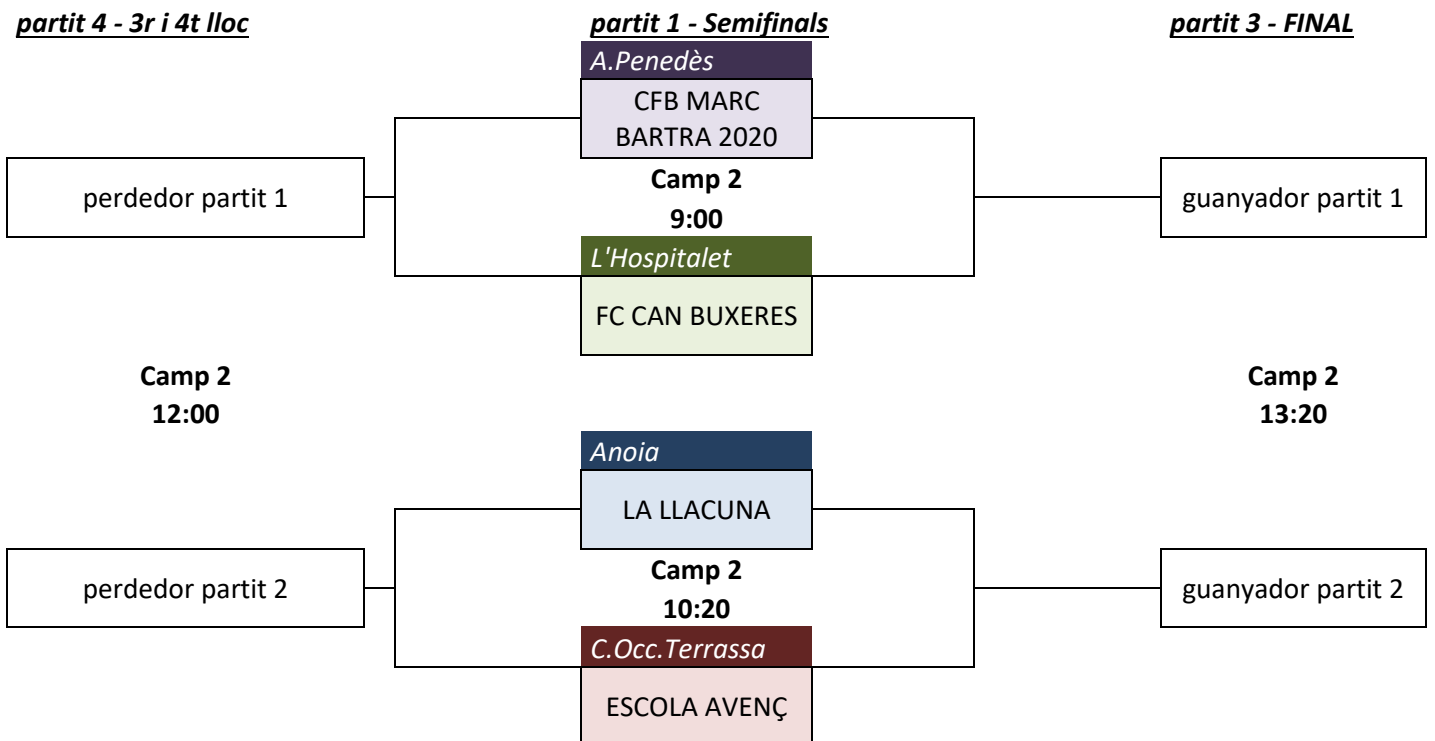 partit 4 - 3r i 4t lloc
partit 1 - Semifinals
partit 3 - FINAL
A.Penedès
CFB MARC
BARTRA 2020
perdedor partit 1
Camp 2
9:00
guanyador partit 1
L'Hospitalet
FC CAN BUXERES
Camp 2
12:00
Camp 2
13:20
Anoia
LA LLACUNA
perdedor partit 2
Camp 2
10:20
guanyador partit 2
C.Occ.Terrassa
ESCOLA AVENÇ